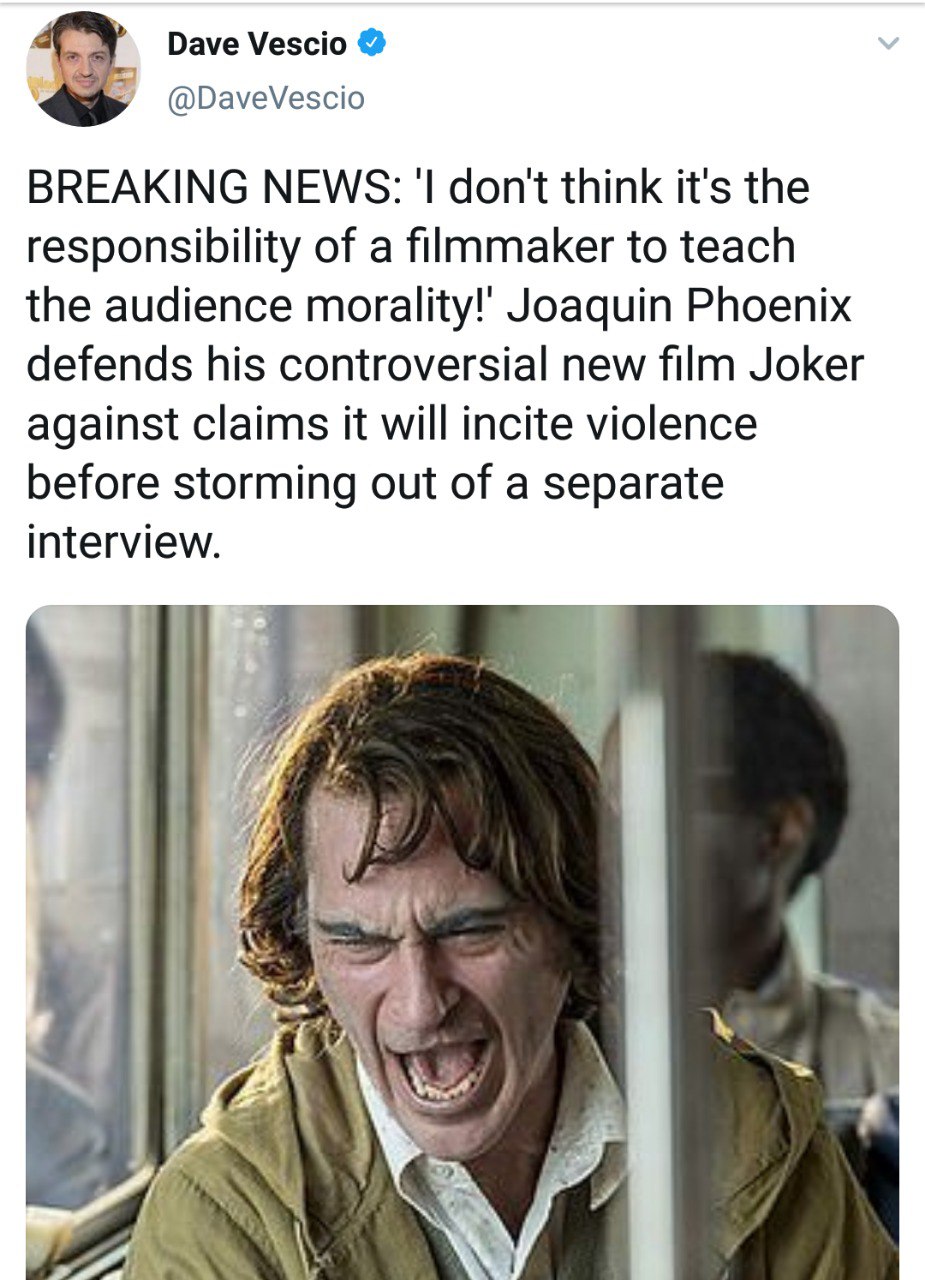 Dave Vescio
@DaveVescio
BREAKING NEWS: 'I don't think it's the
responsibility of a filmmaker to teach
the audience morality!' Joaquin Phoenix
defends his controversial new film Joker
against claims it will incite violence
before storming out of a separate
interview.